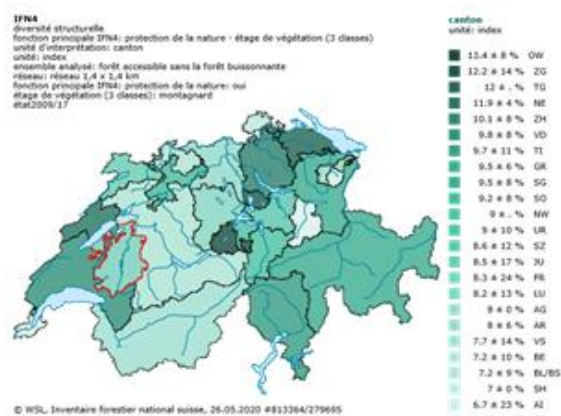 IFN4
diversité structurelle
fonction principale IFN4: protection de la nature · étage de végétation (3 classes)
unité d'interprétation: canton
unité: index
ensemble analysé: forêt accessible sans la forêt buissonnante
réseau: réseau 1,4 x 1,4 km
fonction principale IFN4: protection de la nature: oui
étage de végétation (3 classes): montagnard
état2009/17
canton
unité: index
13.4 ± 8 % OW
12.2 ± 14 % ZG
12 ± . % TG
11.9 ± 4 % NE
10.1 ± 8 % ZH
9.8 ± 8 % VD
9.7 ± 11 % TI
9.5 ± 6 % GR
9.5 ± 8 % SG
9.2 ± 8 % SO
9 ± . % NW
9 ± 10 % UR
8.6 ± 12 % SZ
8.5 ± 17 % JU
8.3 ± 24 % FR
8.2 ± 13 % LU
8 ± 0 % AG
8 ± 6 % AR
7.7 ± 14 % VS
7.2 ± 10 % BE
7.2 ± 9 % BL/BS
7 ± 0 % SH
6.7 ± 23 % AI
© WSL, Inventaire forestier national suisse, 26.05.2020 #813364/279695